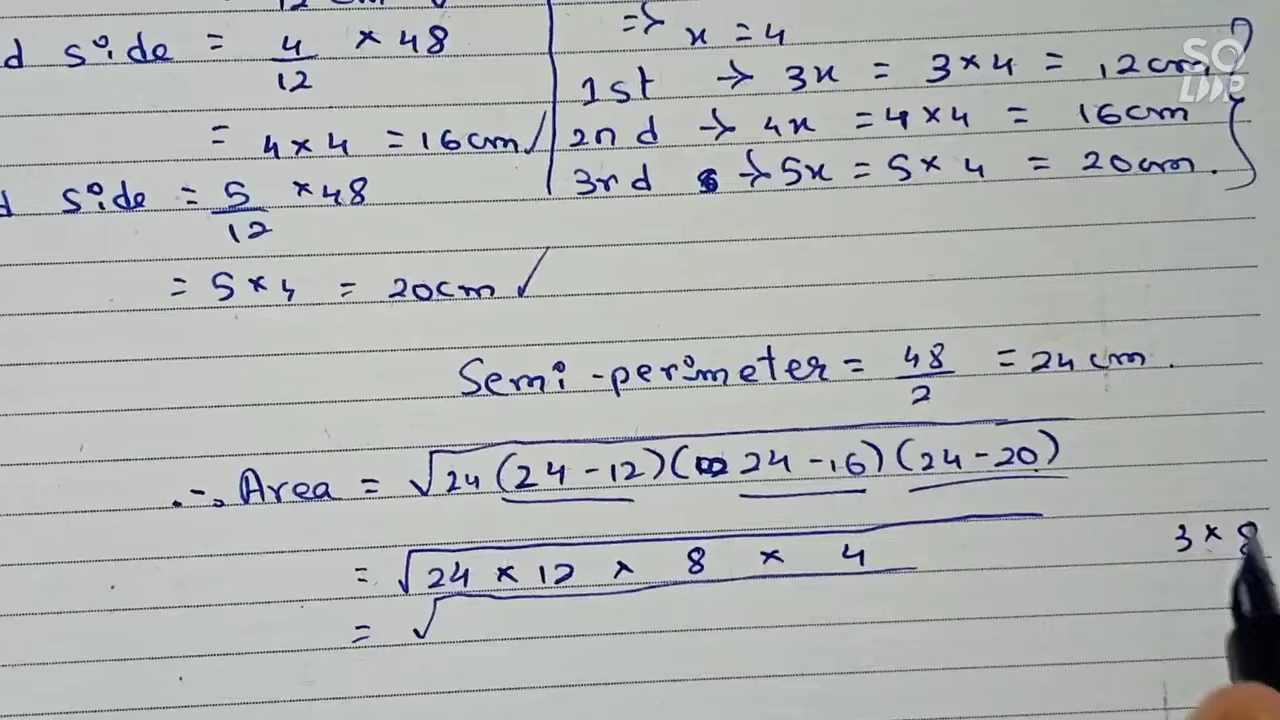 d side = 4/12 × 48
= 4 × 4 = 16cm
d side = 5/12 × 48
= 5 × 4 = 20cm ✓
=> x = 4
1st → 3x = 3 × 4 = 12cm
2nd → 4x = 4 × 4 = 16cm
3rd → 5x = 5 × 4 = 20cm.
Semi-perimeter = 48/2 = 24cm.
∴ Area = √24(24-12)(24-16)(24-20)
= √24 × 12 × 8 × 4
3 × 8
= √
SO
LMP